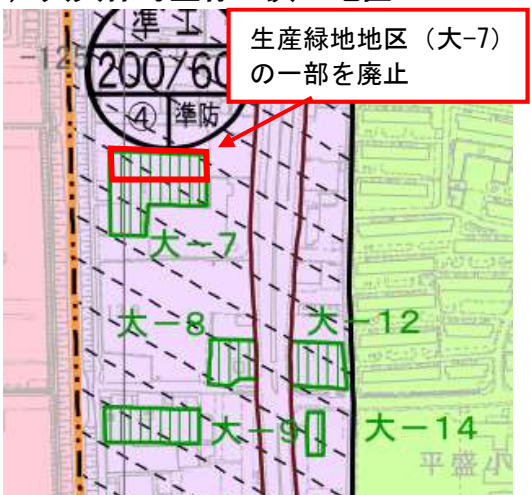 生産緑地地区（大-7）
の一部を廃止
準工
200/60
④ 準防
大－7
大－8
大－12
大－9
大－14
平盛小